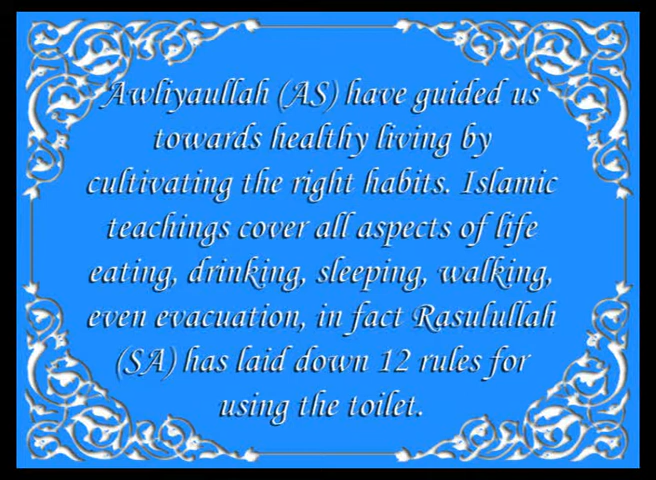 Awliyaullah (AS) have guided us
towards healthy living by
cultivating the right habits. Islamic
teachings cover all aspects of life
eating, drinking, sleeping, walking,
even evacuation, in fact Rasulullah
(SA) has laid down 12 rules for
using the toilet.